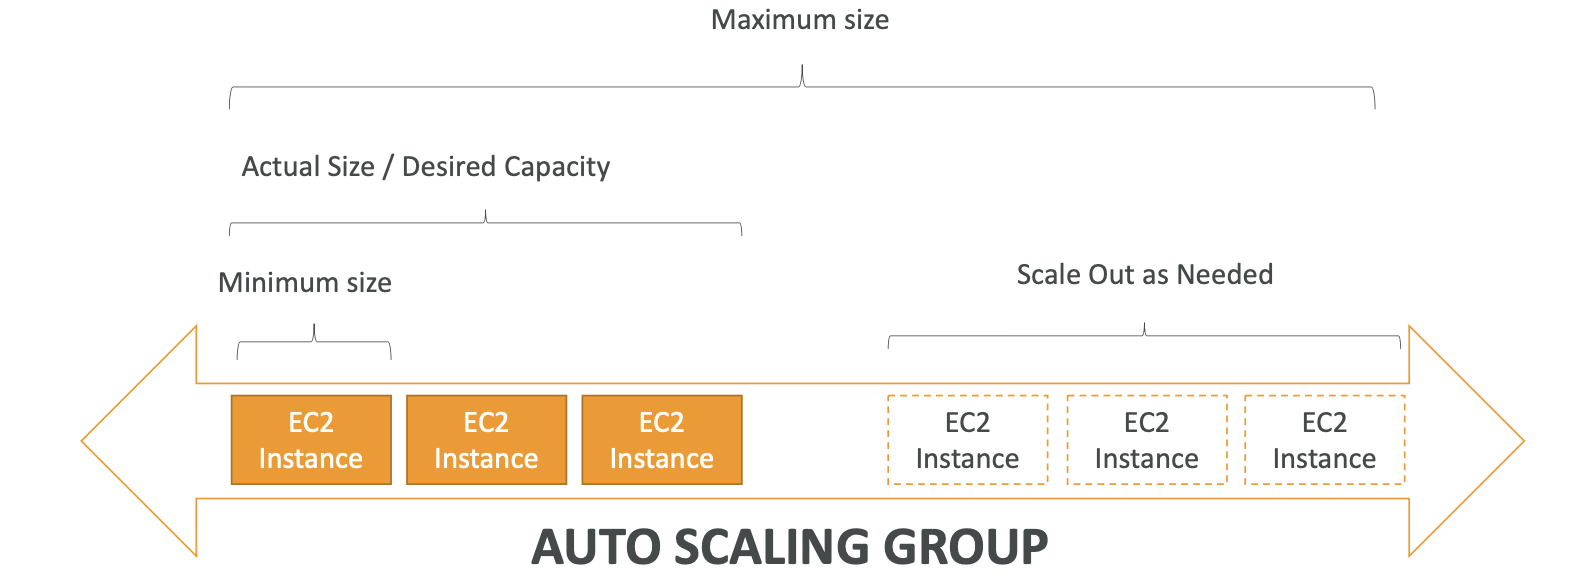 Maximum size
Actual Size / Desired Capacity
Minimum size
Scale Out as Needed
EC2
Instance
EC2
Instance
EC2
Instance
EC2
Instance
EC2
Instance
EC2
Instance
AUTO SCALING GROUP